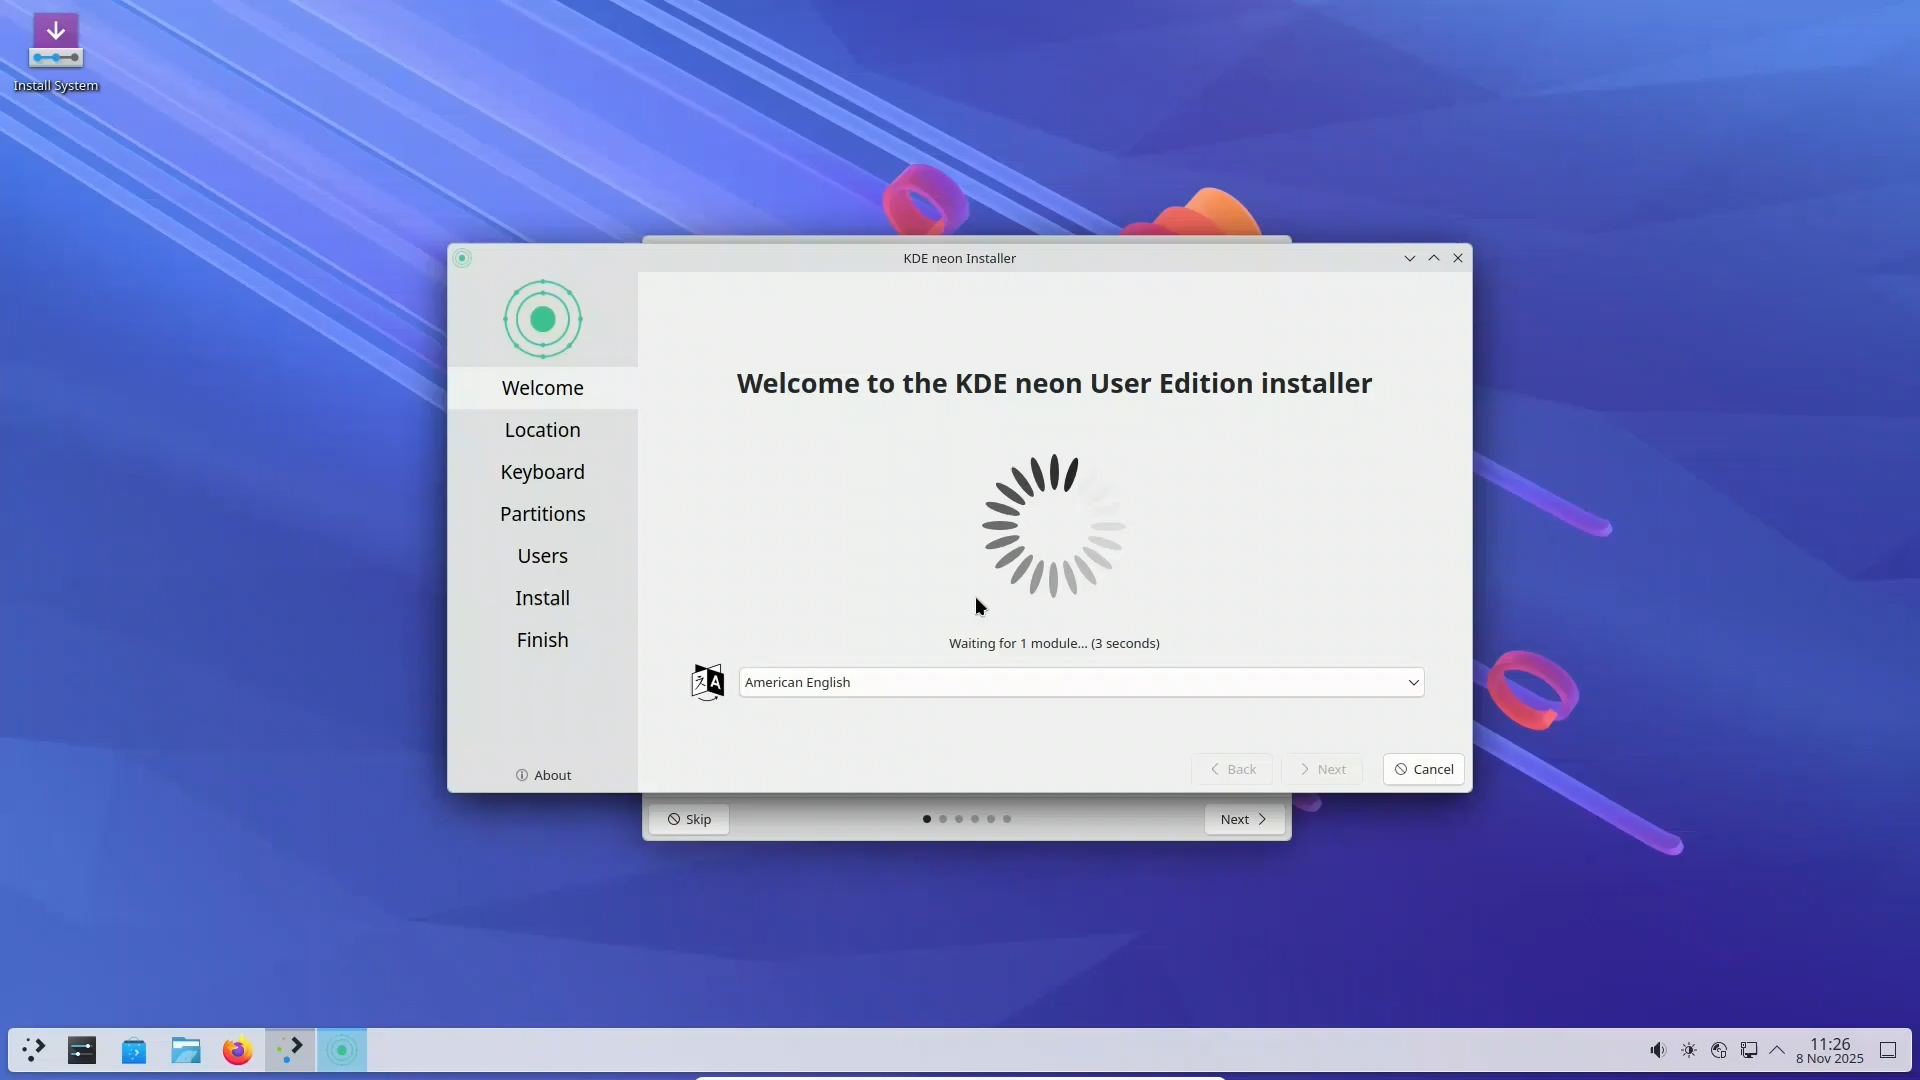 Install System
KDE neon Installer
Welcome to the KDE neon User Edition installer
Welcome
Location
Keyboard
Partitions
Users
Install
Finish
Waiting for 1 module... (3 seconds)
American English
About
Back
Next
Cancel
Skip
Next
11:26
8 Nov 2025